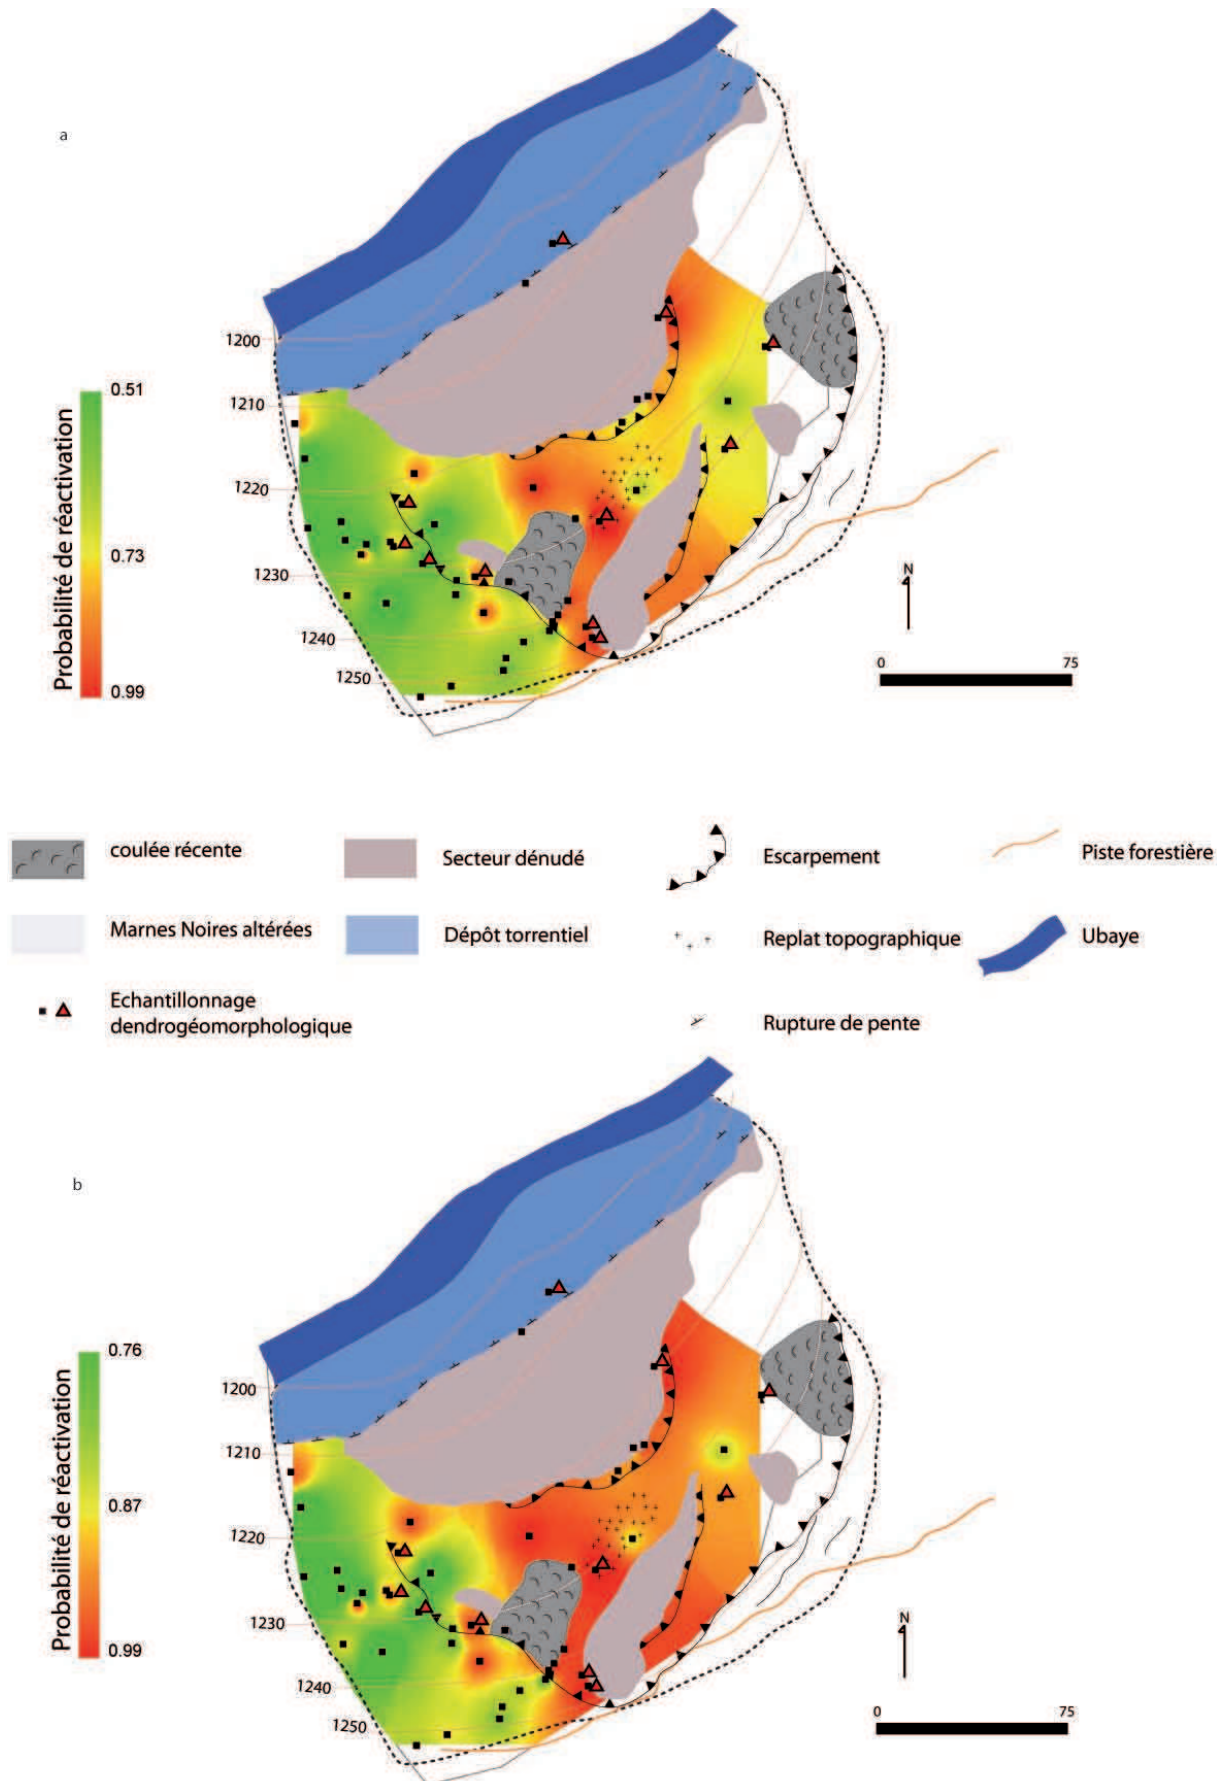 a
1200
1210
1220
1230
1240
1250
Probabilité de réactivation
0.51
0.73
0.99
N
0 75
coulée récente
Secteur dénudé
Escarpement
Piste forestière
Marnes Noires altérées
Dépôt torrentiel
Replat topographique
Ubaye
Echantillonnage
dendrogéomorphologique
Rupture de pente
b
1200
1210
1220
1230
1240
1250
Probabilité de réactivation
0.76
0.87
0.99
N
0 75